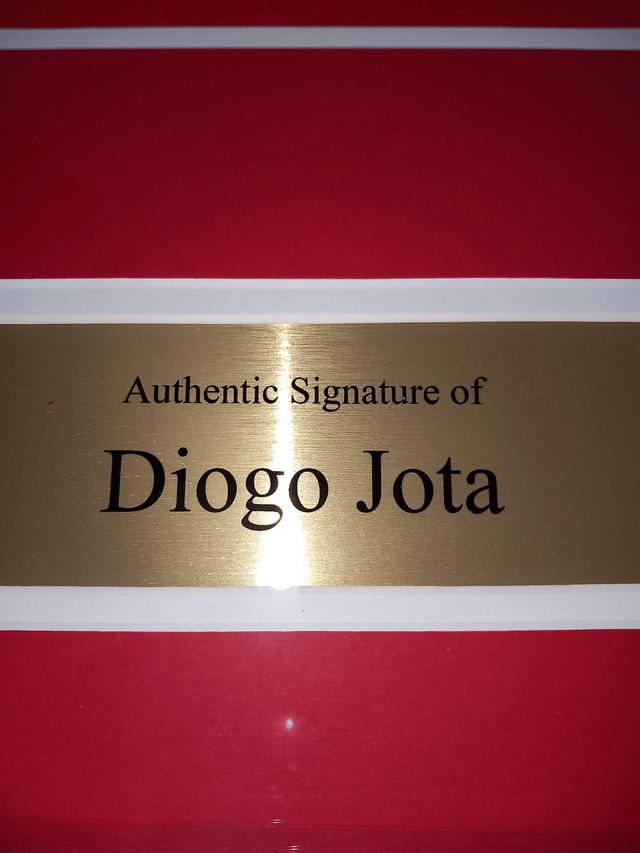 Authentic Signature of
Diogo Jota